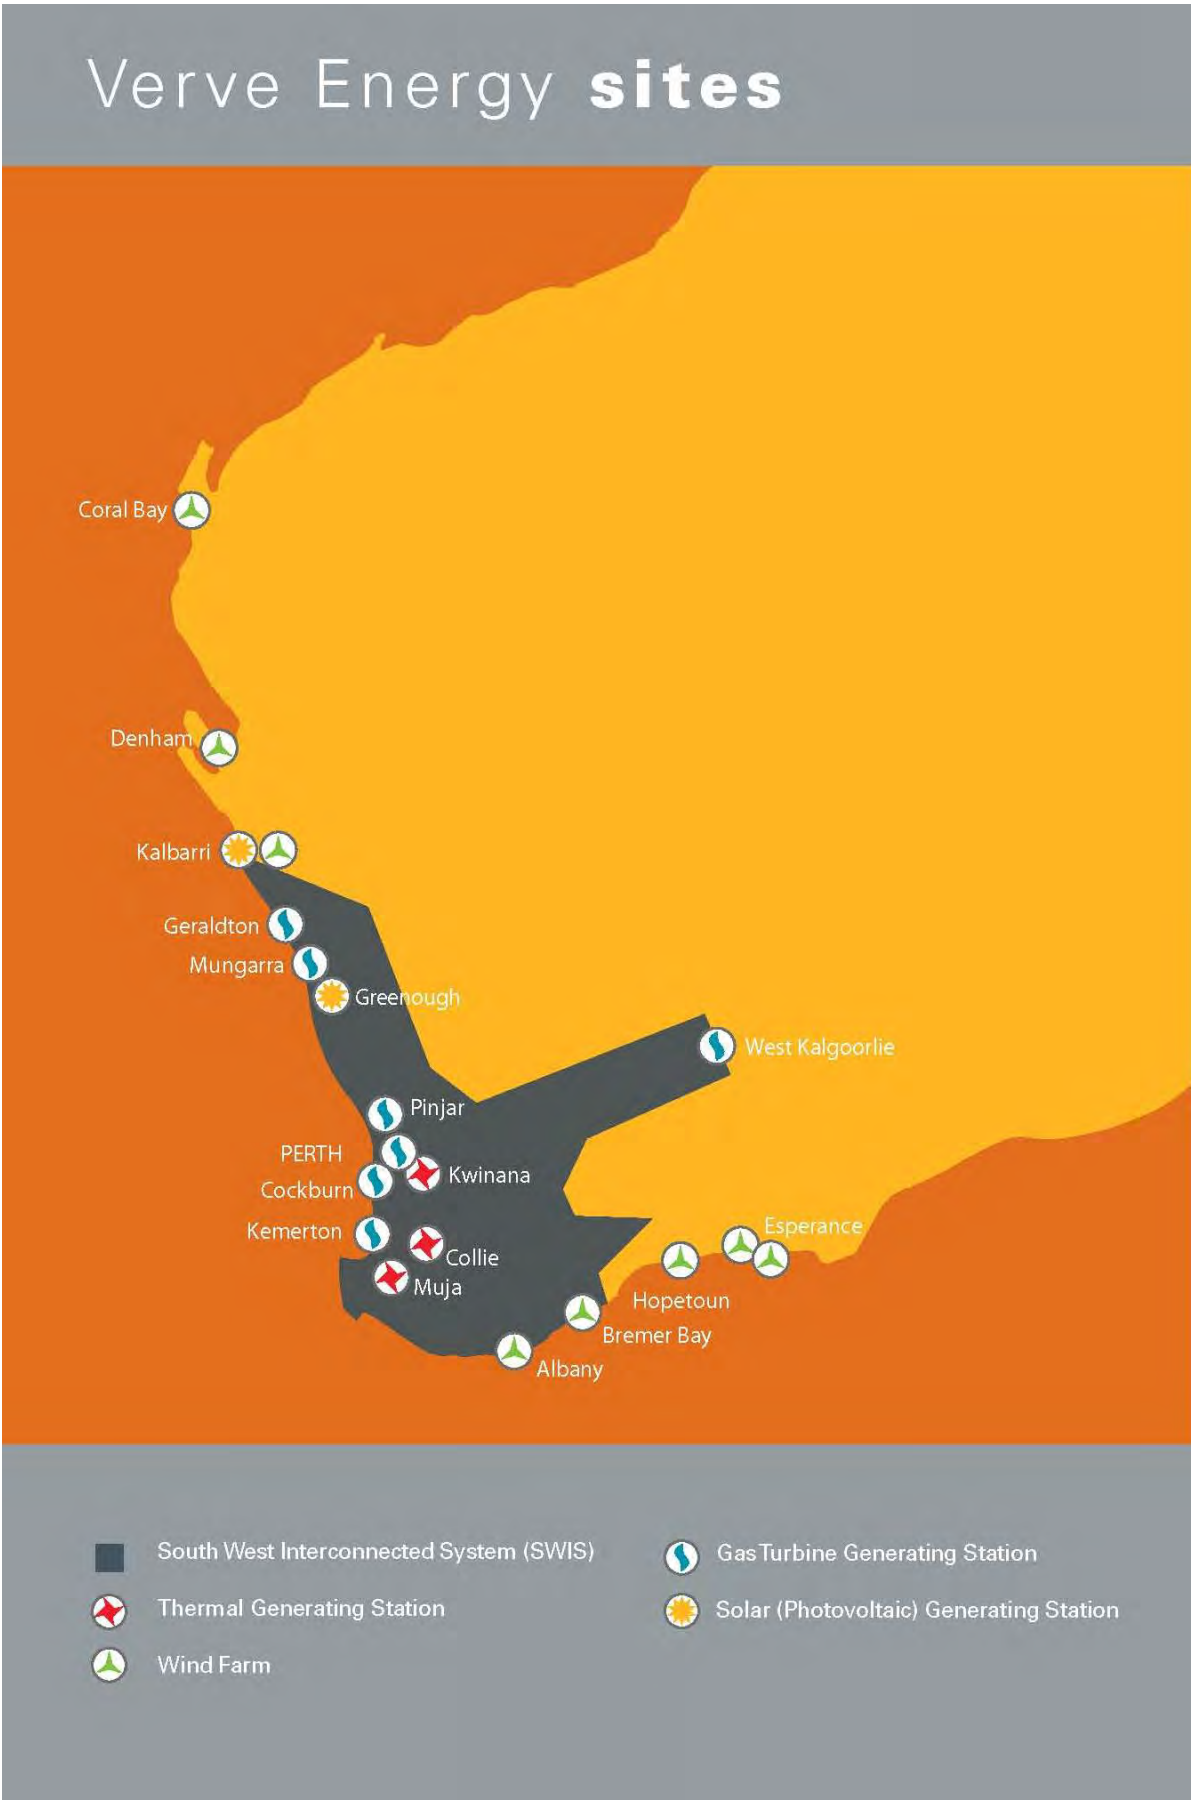 Verve Energy sites
Coral Bay
Denham
Kalbarri
Geraldton
Mungarra
Greenough
West Kalgoorlie
Pinjar
PERTH
Kwinana
Cockburn
Kemerton
Collie
Muja
Esperance
Hopetoun
Bremer Bay
Albany
South West Interconnected System (SWIS)
Thermal Generating Station
Wind Farm
Gas Turbine Generating Station
Solar (Photovoltaic) Generating Station